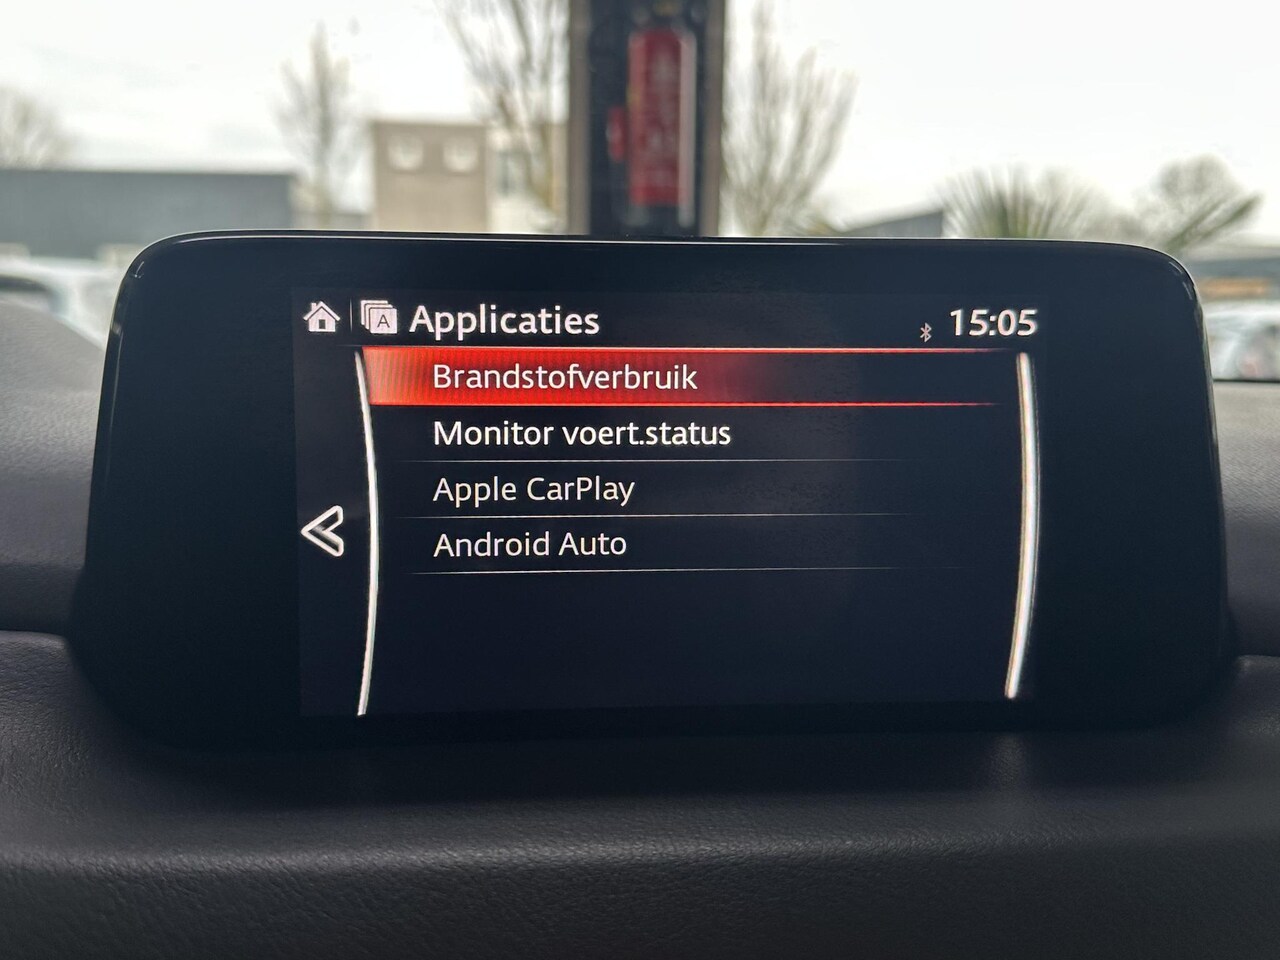 Applicaties
15:05
Brandstofverbruik
Monitor voert.status
Apple CarPlay
Android Auto